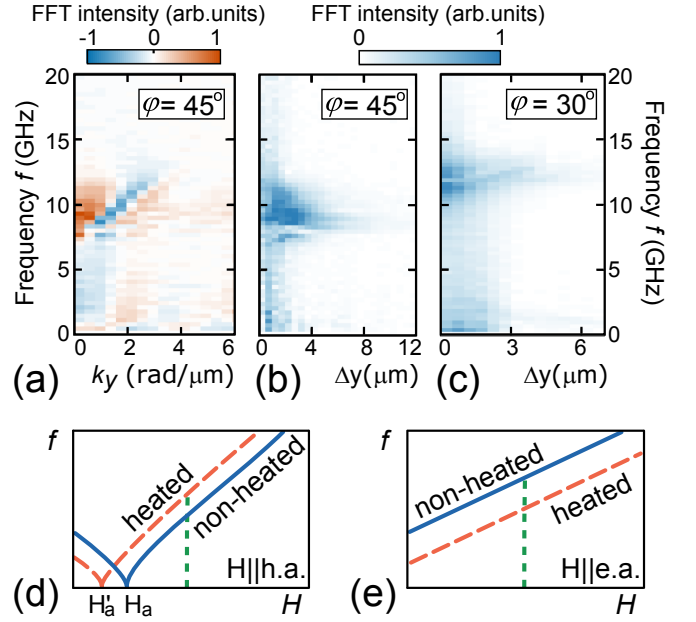 FFT intensity (arb.units) FFT intensity (arb.units)
-1 0 1 0 1
20 20
φ = 45° φ = 45° φ = 30°
15 15
10 10
5 5
0 0
Frequency f (GHz) Frequency f (GHz)
0 2 4 6 0 4 8 12 0 3 6
(a) k_y (rad/μm) (b) Δy(μm) (c) Δy(μm)
f f
heated non-heated non-heated heated
H||h.a. H||e.a.
(d) H'a Ha H (e) H